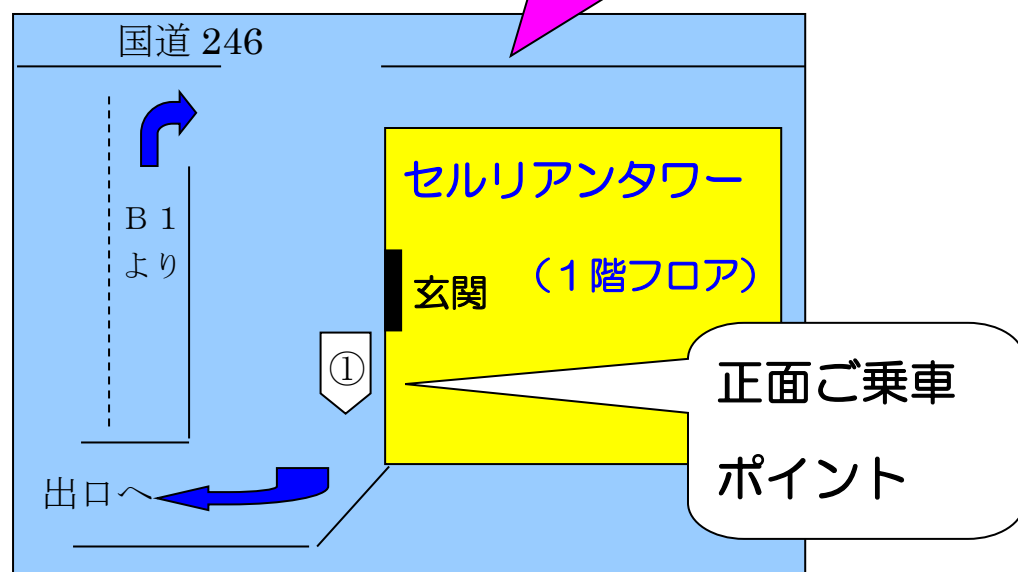 国道 246
セルリアンタワー
B 1
より
(1階フロア)
玄関
①
正面ご乗車
ポイント
出口へ